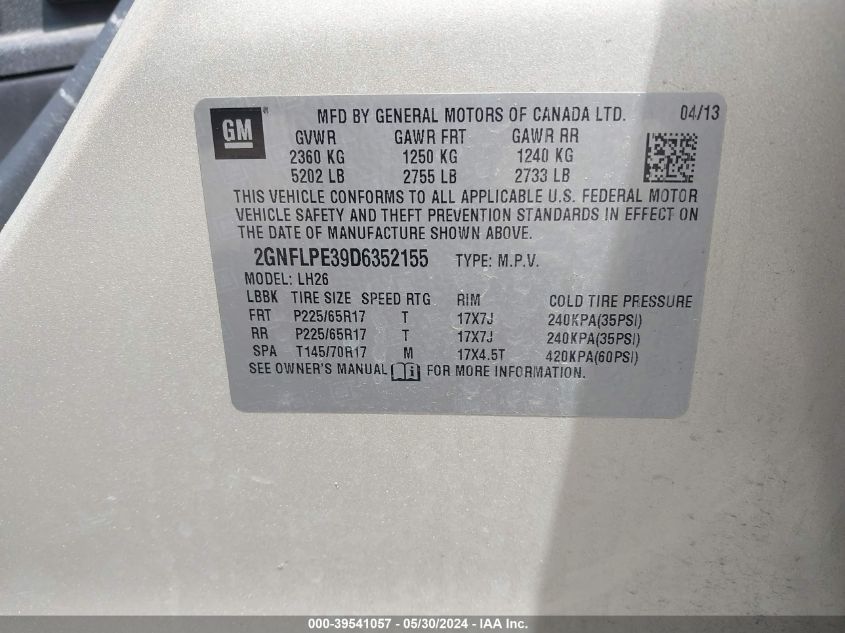 GM
MFD BY GENERAL MOTORS OF CANADA LTD. 04/13
GVWR GAWR FRT GAWR RR
2360 KG 1250 KG 1240 KG
5202 LB 2755 LB 2733 LB
THIS VEHICLE CONFORMS TO ALL APPLICABLE U.S. FEDERAL MOTOR
VEHICLE SAFETY AND THEFT PREVENTION STANDARDS IN EFFECT ON
THE DATE OF MANUFACTURE SHOWN ABOVE.
2GNFLPE39D6352155 TYPE: M.P.V.
MODEL: LH26
LBBK TIRE SIZE SPEED RTG RIM COLD TIRE PRESSURE
FRT P225/65R17 T 17X7J 240KPA(35PSI)
RR P225/65R17 T 17X7J 240KPA(35PSI)
SPA T145/70R17 M 17X4.5T 420KPA(60PSI)
SEE OWNER'S MANUAL i FOR MORE INFORMATION.
000-39541057 - 05/30/2024 - IAA Inc.